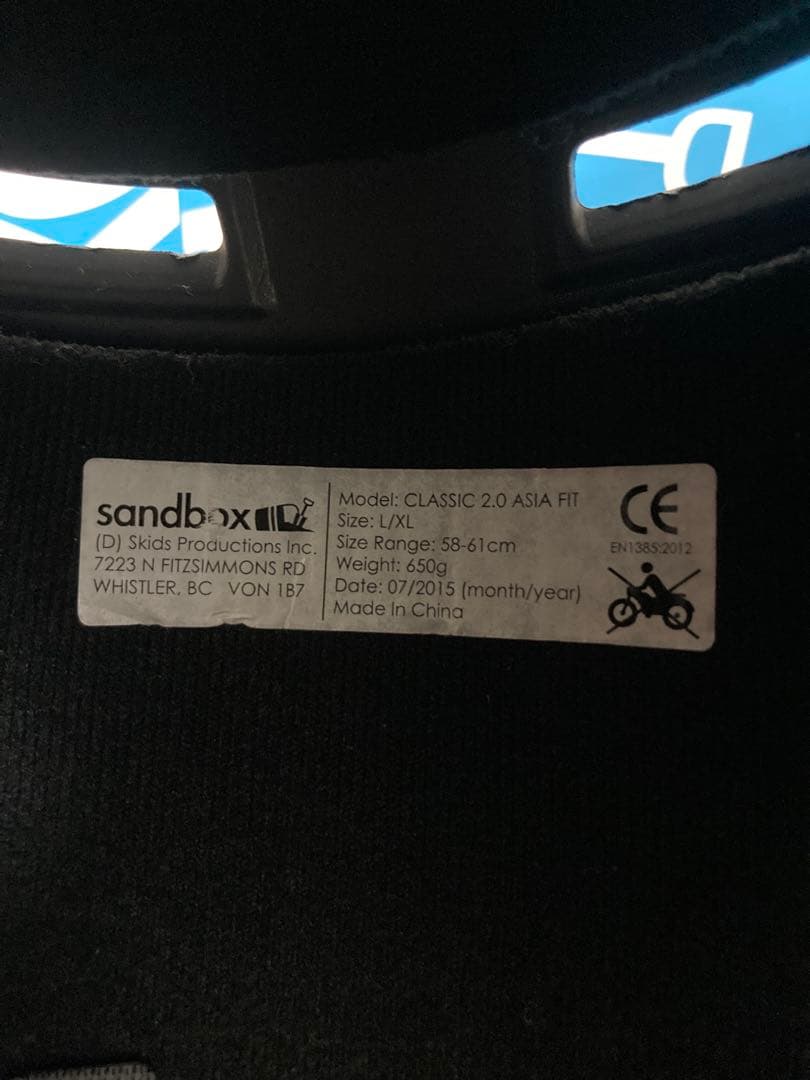 sandbox
(D) Skids Productions Inc.
7223 N FITZSIMMONS RD
WHISTLER, BC VON 1B7
Model: CLASSIC 2.0 ASIA FIT
Size: L/XL
Size Range: 58-61cm
Weight: 650g
Date: 07/2015 (month/year)
Made In China
CE
EN1385:2012